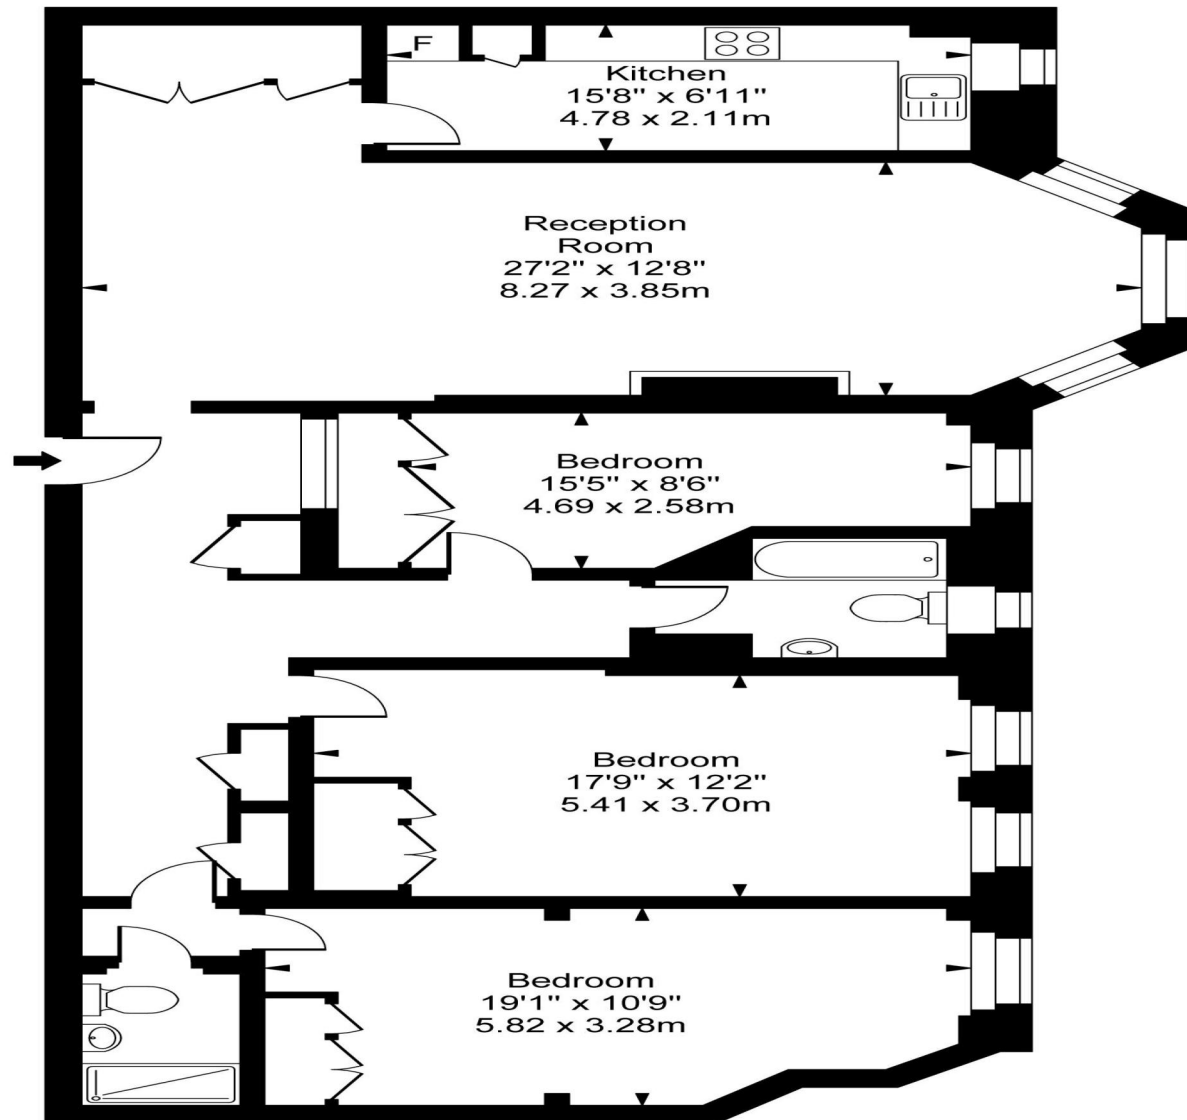 F
Kitchen
15'8" x 6'11"
4.78 x 2.11m
Reception
Room
27'2" x 12'8"
8.27 x 3.85m
Bedroom
15'5" x 8'6"
4.69 x 2.58m
Bedroom
17'9" x 12'2"
5.41 x 3.70m
Bedroom
19'1" x 10'9"
5.82 x 3.28m